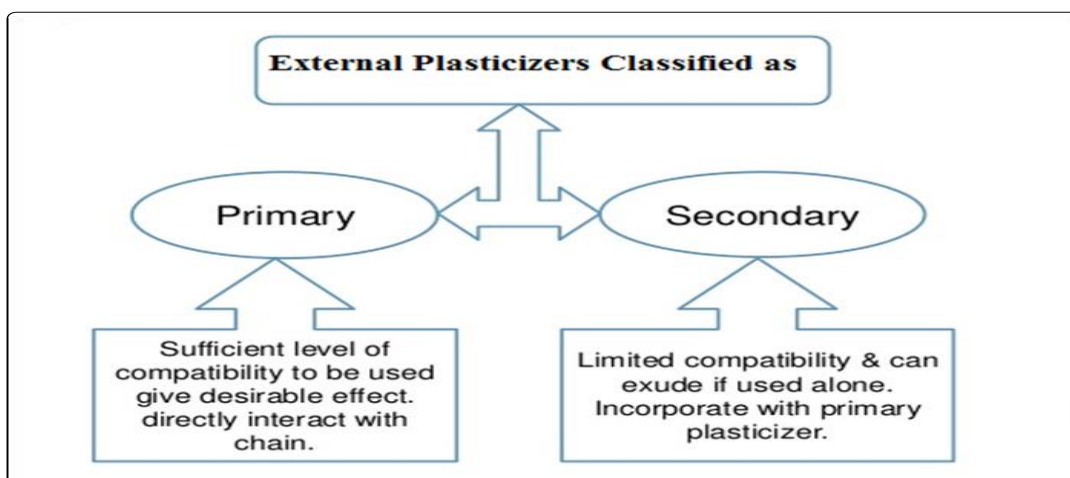 External Plasticizers Classified as
Primary
Secondary
Sufficient level of
compatibility to be used
give desirable effect.
directly interact with
chain.
Limited compatibility & can
exude if used alone.
Incorporate with primary
plasticizer.